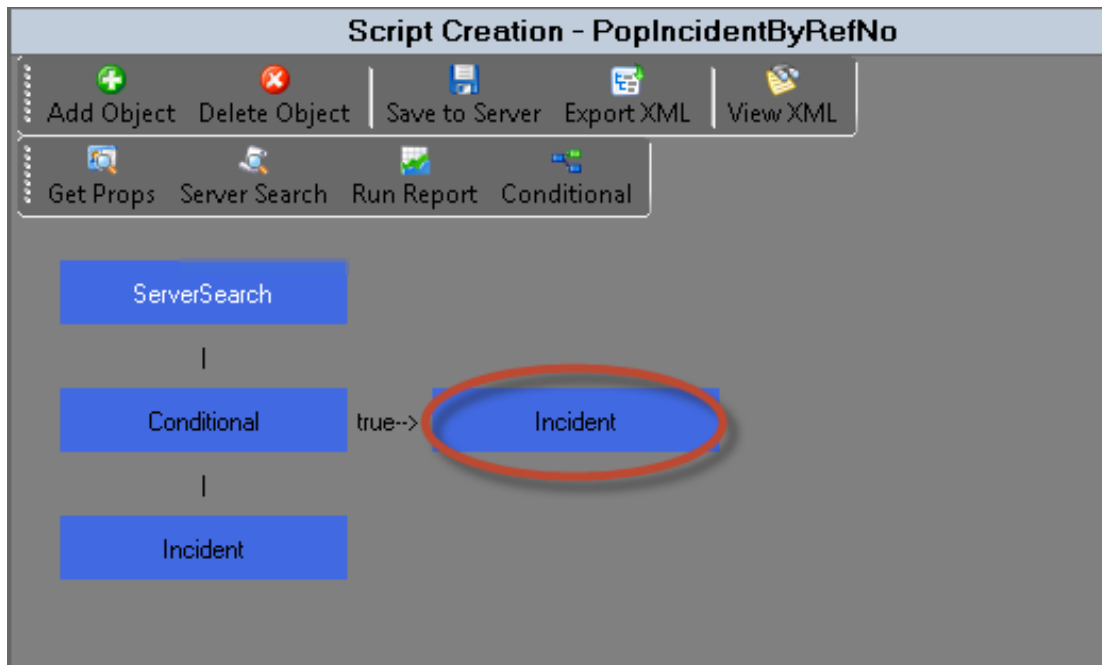 Script Creation - PopIncidentByRefNo
Add Object Delete Object Save to Server Export XML View XML
Get Props Server Search Run Report Conditional
ServerSearch
|
Conditional true--> Incident
|
Incident